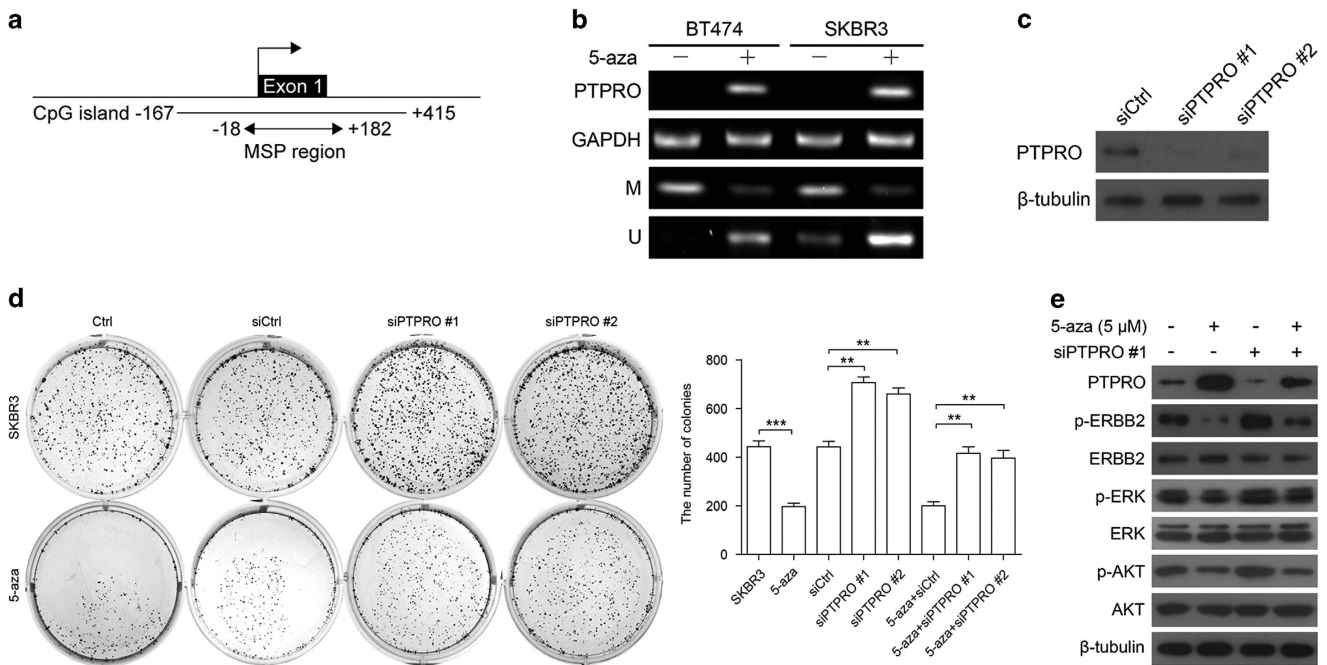 a
Exon 1
CpG island -167
+415
-18
+182
MSP region
b
BT474
SKBR3
5-aza
− + − +
PTPRO
GAPDH
M
U
c
siCtrl
siPTPRO #1
siPTPRO #2
PTPRO
β-tubulin
d
Ctrl
siCtrl
siPTPRO #1
siPTPRO #2
SKBR3
5-aza
The number of colonies
800
600
400
200
0
***
**
**
**
**
SKBR3
5-aza
siCtrl
siPTPRO #1
siPTPRO #2
5-aza+siCtrl
5-aza+siPTPRO #1
5-aza+siPTPRO #2
e
5-aza (5 µM) - + - +
siPTPRO #1 - - + +
PTPRO
p-ERBB2
ERBB2
p-ERK
ERK
p-AKT
AKT
β-tubulin